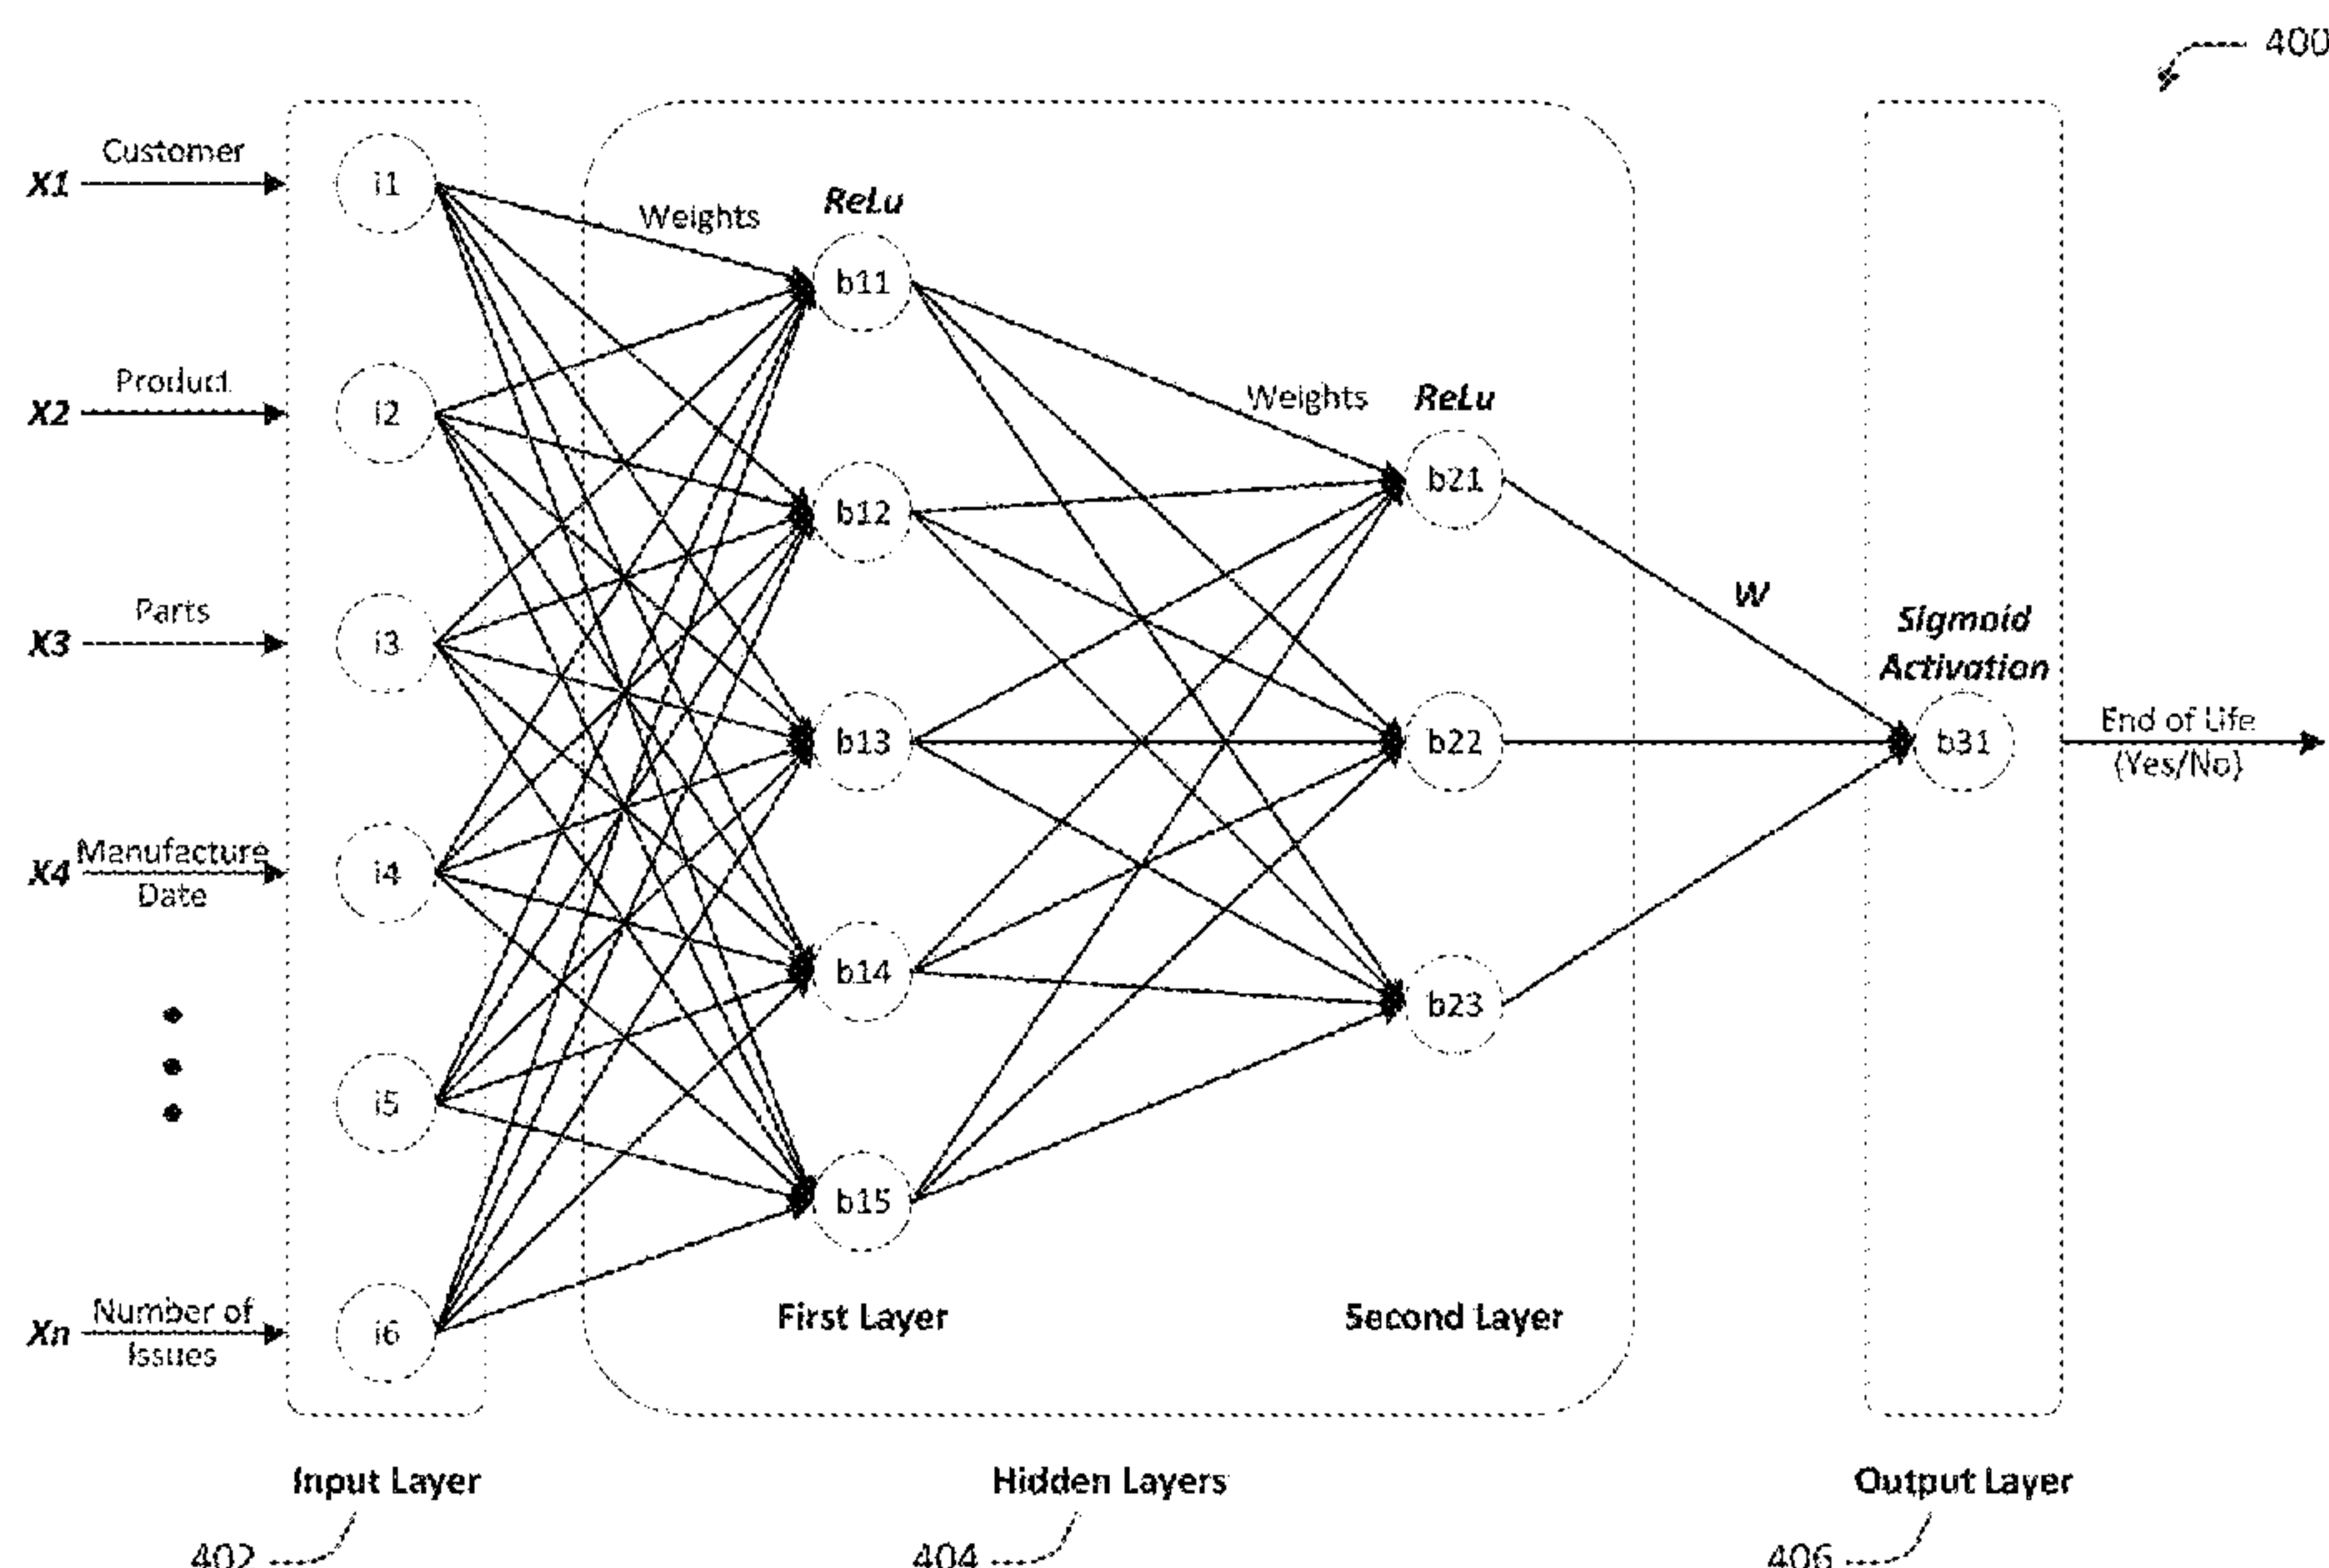 400
Customer
X1
i1
Weights
ReLu
b11
Product
X2
i2
Weights
ReLu
b12
b21
Parts
X3
i3
W
Sigmoid
Activation
b13
b22
b31
End of Life
(Yes/No)
Manufacture
X4
Date
i4
b14
b23
i5
b15
Number of
Xn
Issues
i6
First Layer
Second Layer
Input Layer
Hidden Layers
Output Layer
402
404
406